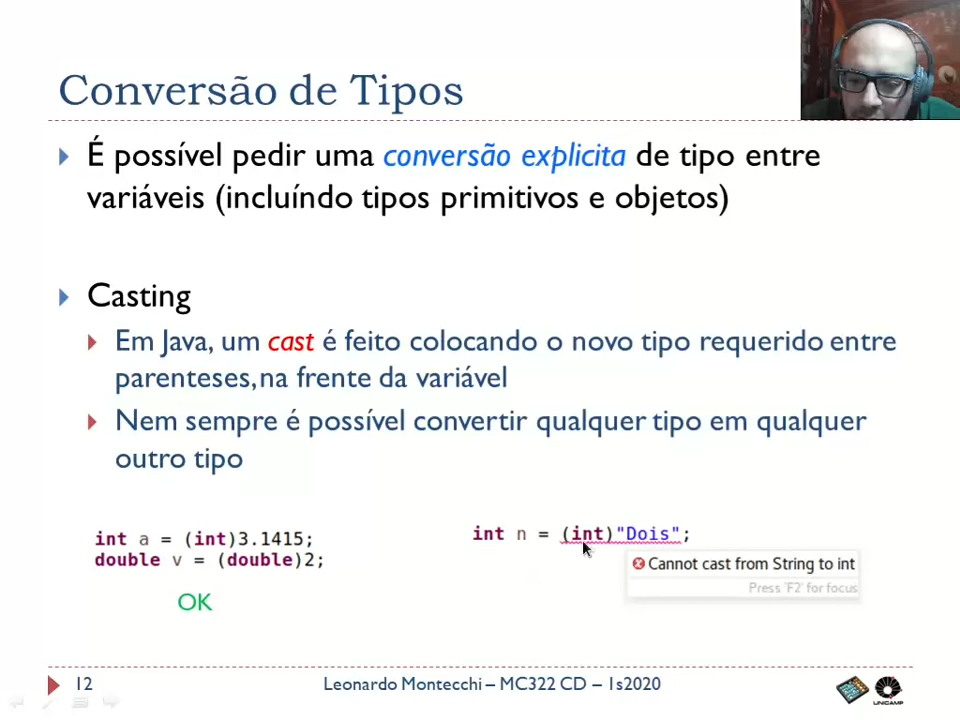 Conversão de Tipos
É possível pedir uma conversão explicita de tipo entre
variáveis (incluíndo tipos primitivos e objetos)
Casting
Em Java, um cast é feito colocando o novo tipo requerido entre
parenteses, na frente da variável
Nem sempre é possível convertir qualquer tipo em qualquer
outro tipo
int a = (int)3.1415;
double v = (double)2;
OK
int n = (int)"Dois";
Cannot cast from String to int
Press 'F2' for focus
12
Leonardo Montecchi – MC322 CD – 1s2020
UNICAMP